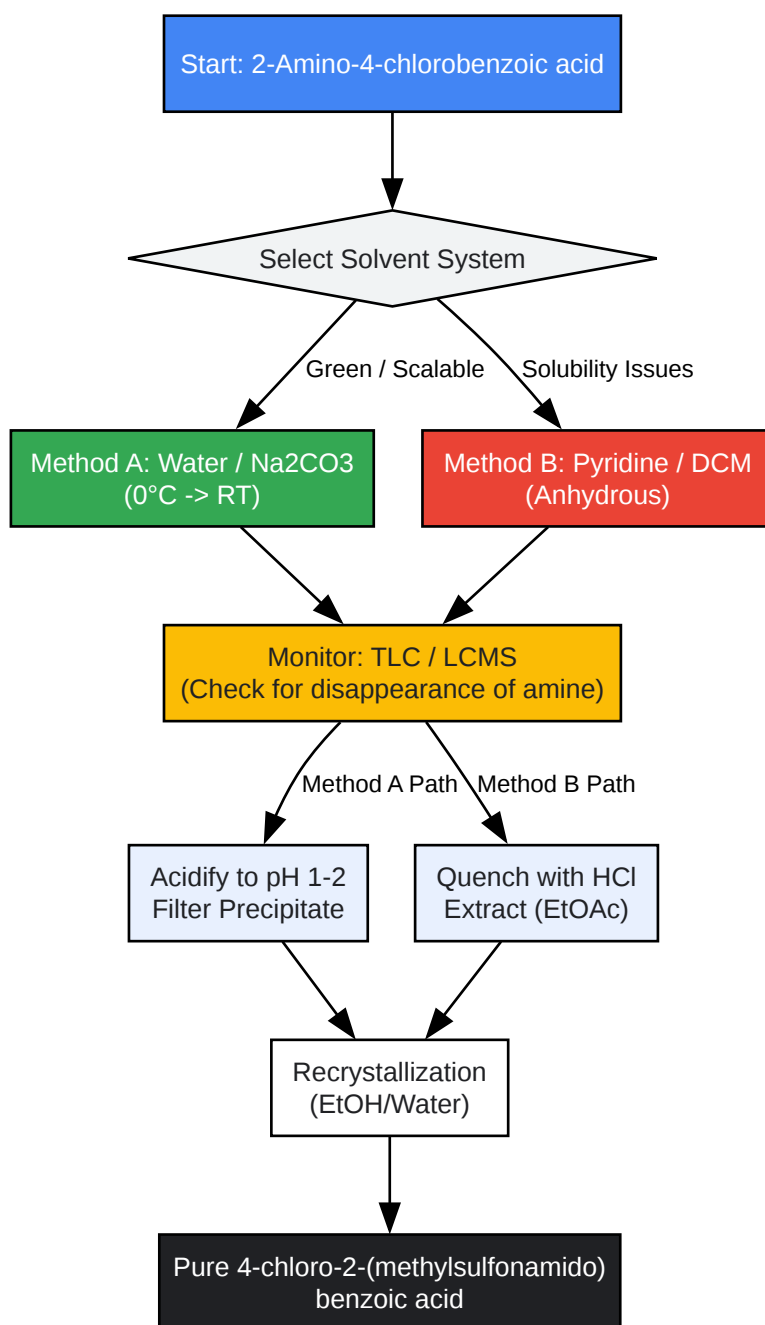 Start: 2-Amino-4-chlorobenzoic acid
Select Solvent System
Green / Scalable
Solubility Issues
Method A: Water / Na2CO3
(0°C -> RT)
Method B: Pyridine / DCM
(Anhydrous)
Monitor: TLC / LCMS
(Check for disappearance of amine)
Method A Path
Method B Path
Acidify to pH 1-2
Filter Precipitate
Quench with HCl
Extract (EtOAc)
Recrystallization
(EtOH/Water)
Pure 4-chloro-2-(methylsulfonamido)
benzoic acid